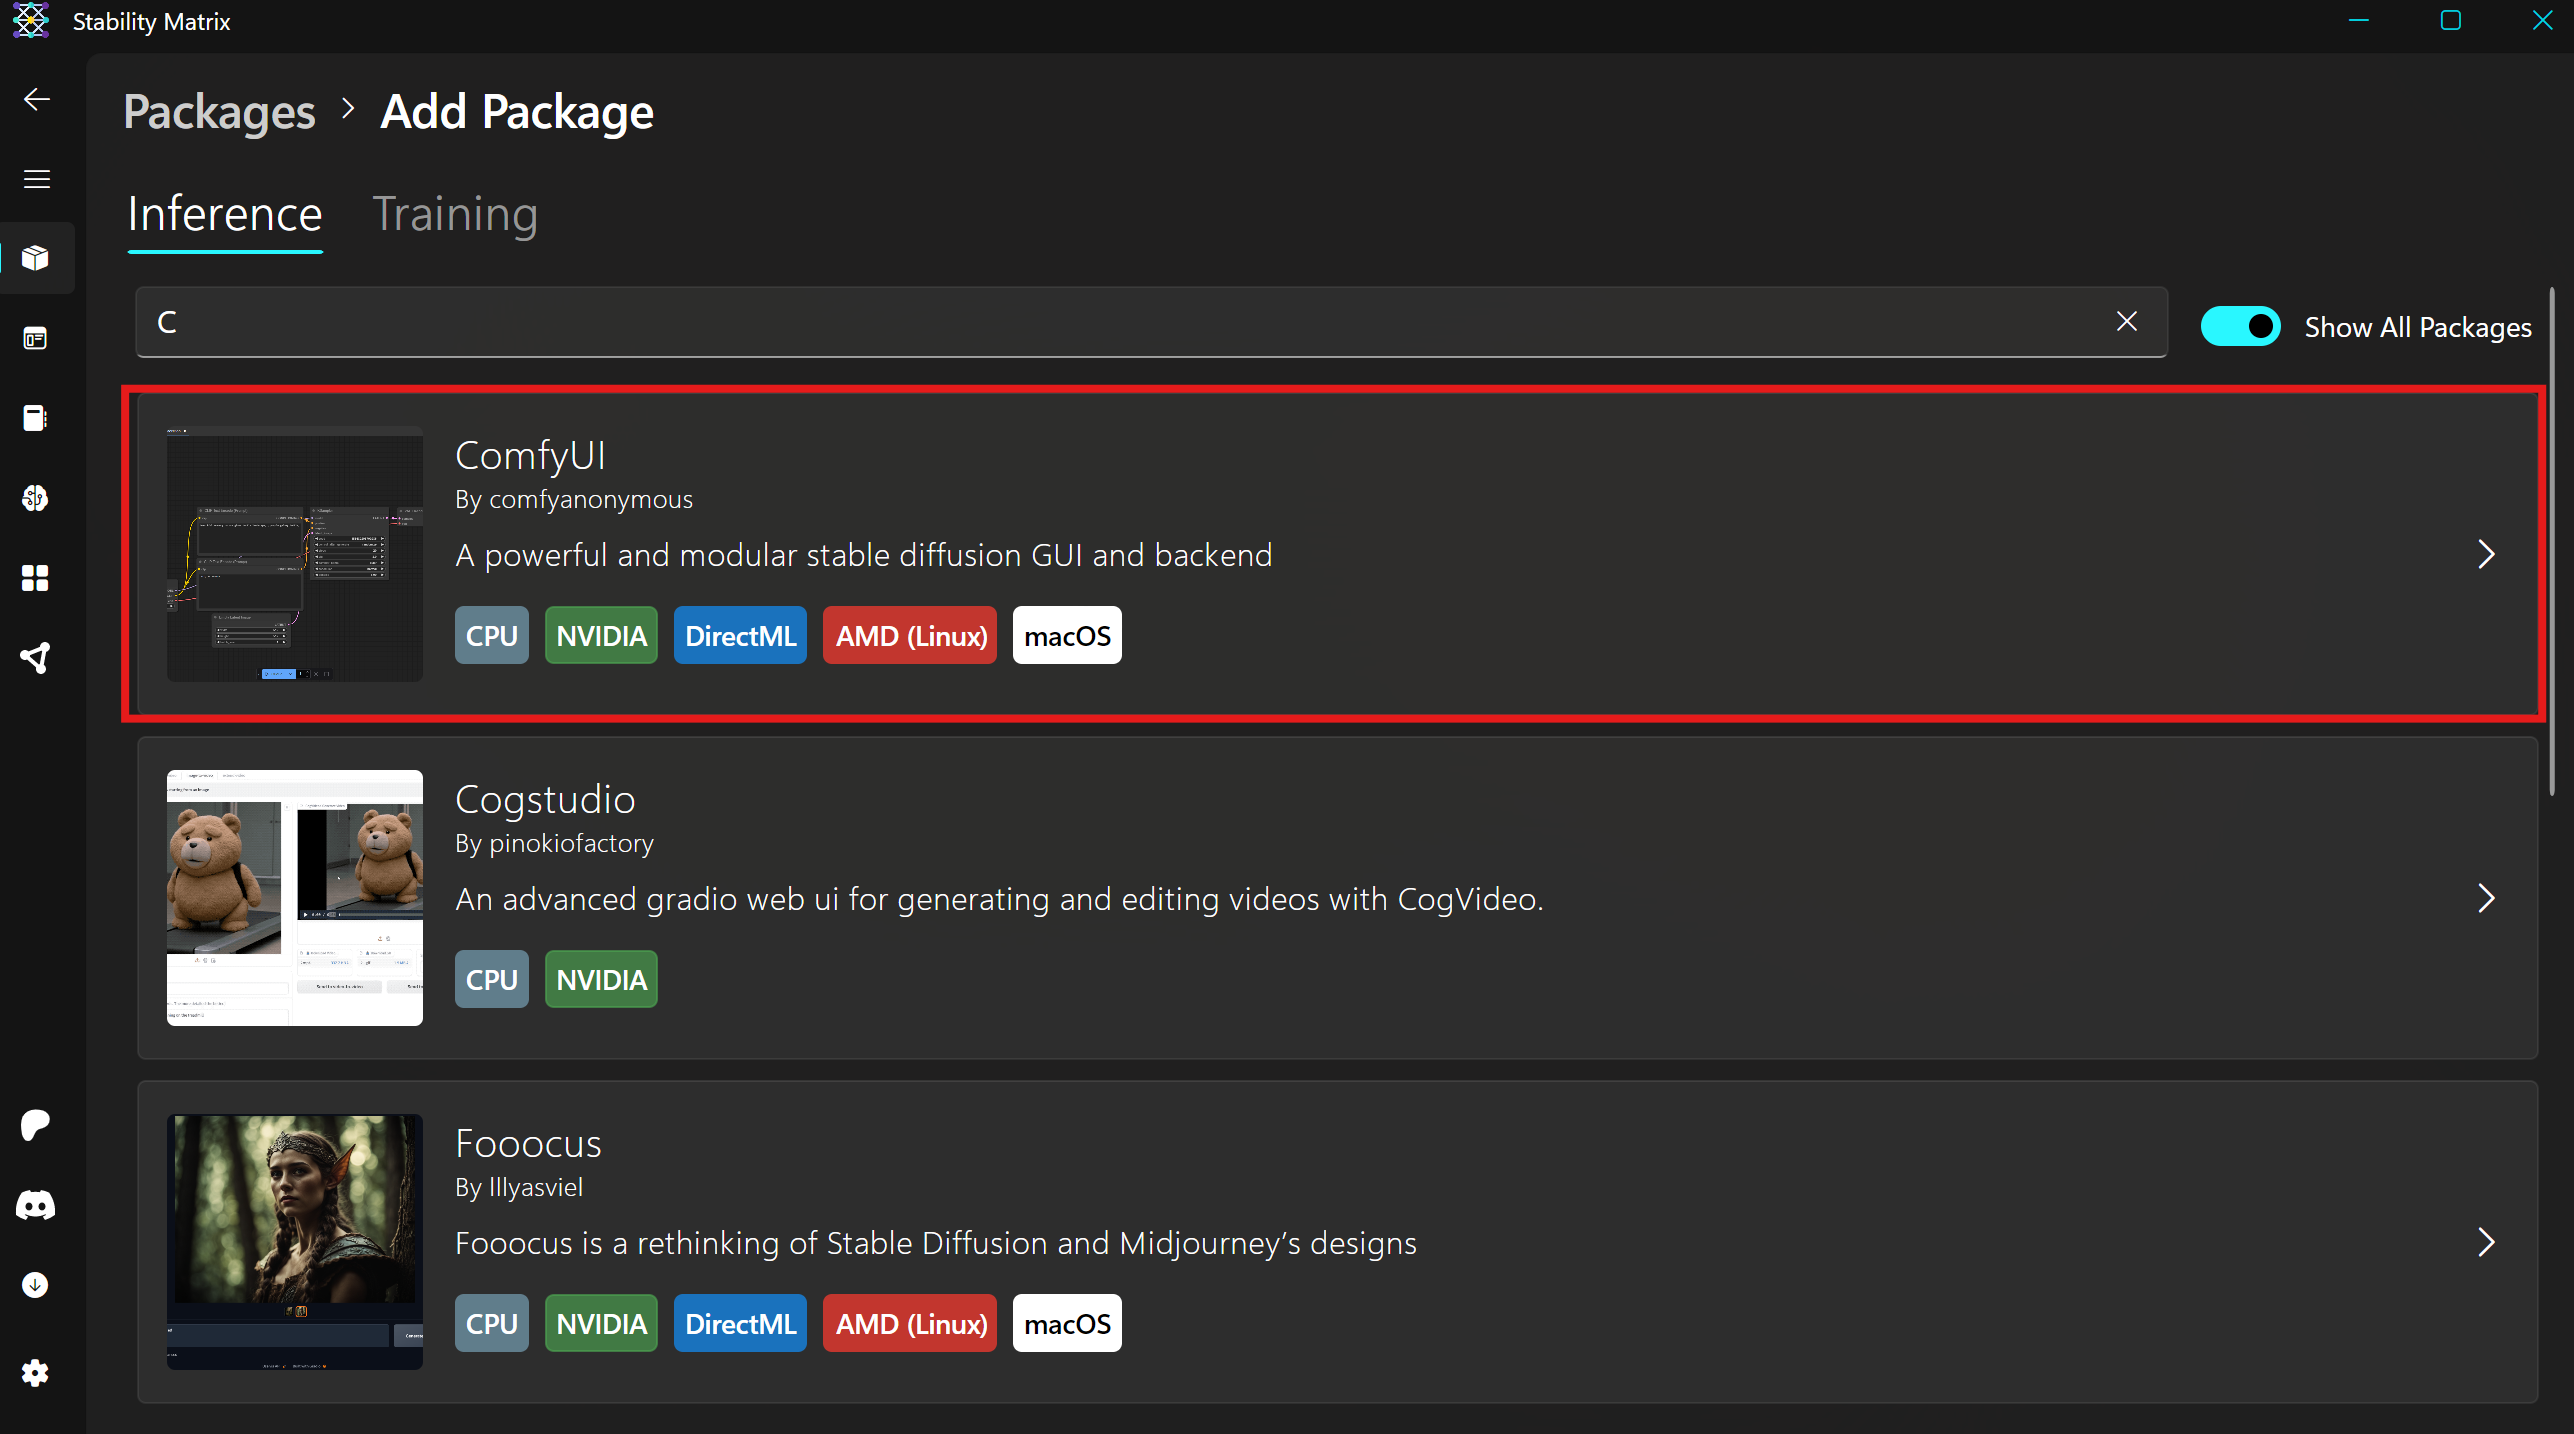 Stability Matrix
Packages > Add Package
Inference Training
C
Show All Packages
ComfyUI
By comfyanonymous
A powerful and modular stable diffusion GUI and backend
CPU NVIDIA DirectML AMD (Linux) macOS
Cogstudio
By pinokiofactory
An advanced gradio web ui for generating and editing videos with CogVideo.
CPU NVIDIA
Fooocus
By lllyasviel
Fooocus is a rethinking of Stable Diffusion and Midjourney’s designs
CPU NVIDIA DirectML AMD (Linux) macOS